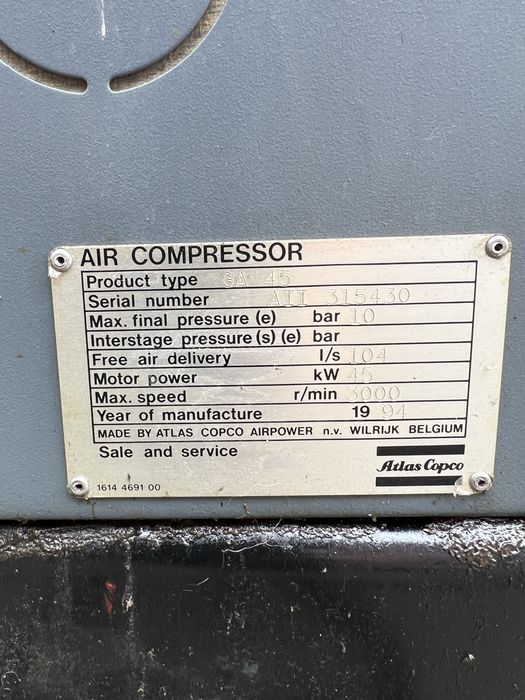 AIR COMPRESSOR
Product type GA 45
Serial number AII 315430
Max. final pressure (e) bar 10
Interstage pressure (s) (e) bar
Free air delivery l/s 104
Motor power kW 45
Max. speed r/min 3000
Year of manufacture 19 94
MADE BY ATLAS COPCO AIRPOWER n.v. WILRIJK BELGIUM
Sale and service
Atlas Copco
1614 4691 00